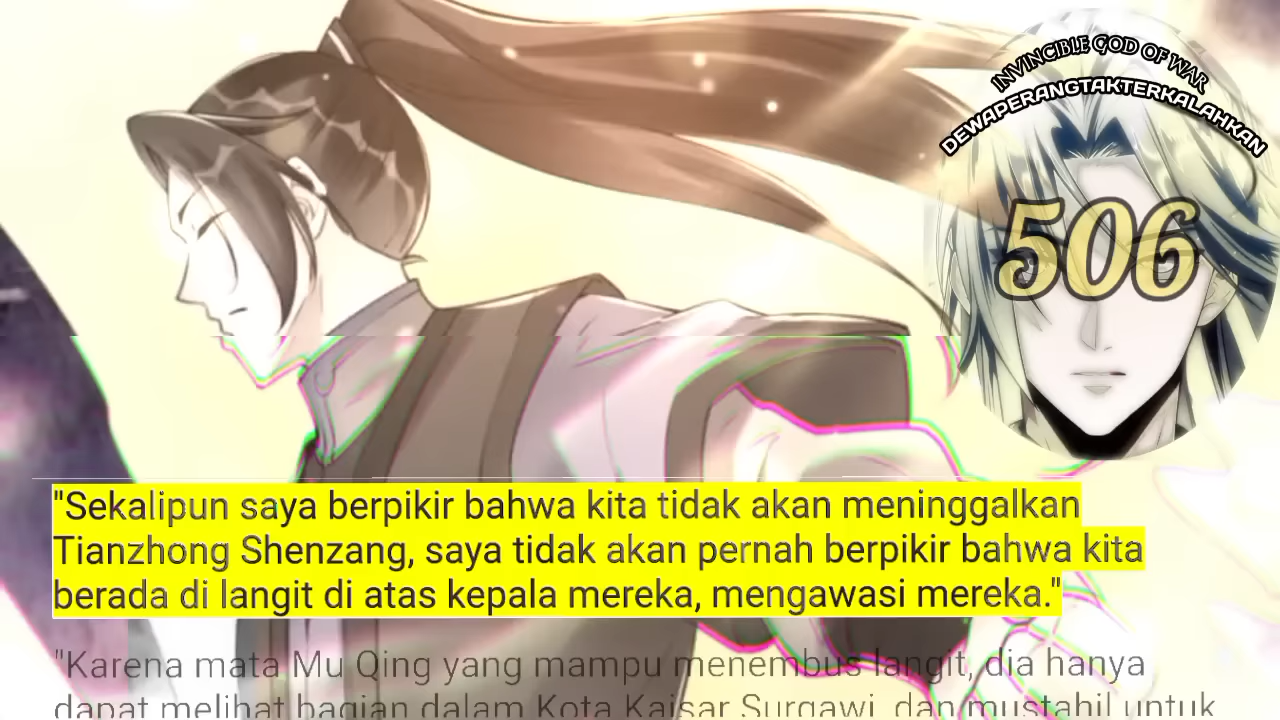 INVINCIBLE GOD OF WAR
DEWAPERANGTAKTERKALAHKAN
506
"Sekalipun saya berpikir bahwa kita tidak akan meninggalkan
Tianzhong Shenzang, saya tidak akan pernah berpikir bahwa kita
berada di langit di atas kepala mereka, mengawasi mereka."
"Karena mata Mu Qing yang mampu menembus langit, dia hanya
dapat melihat bagian dalam Kota Kaisar Surgawi, dan mustahil untuk